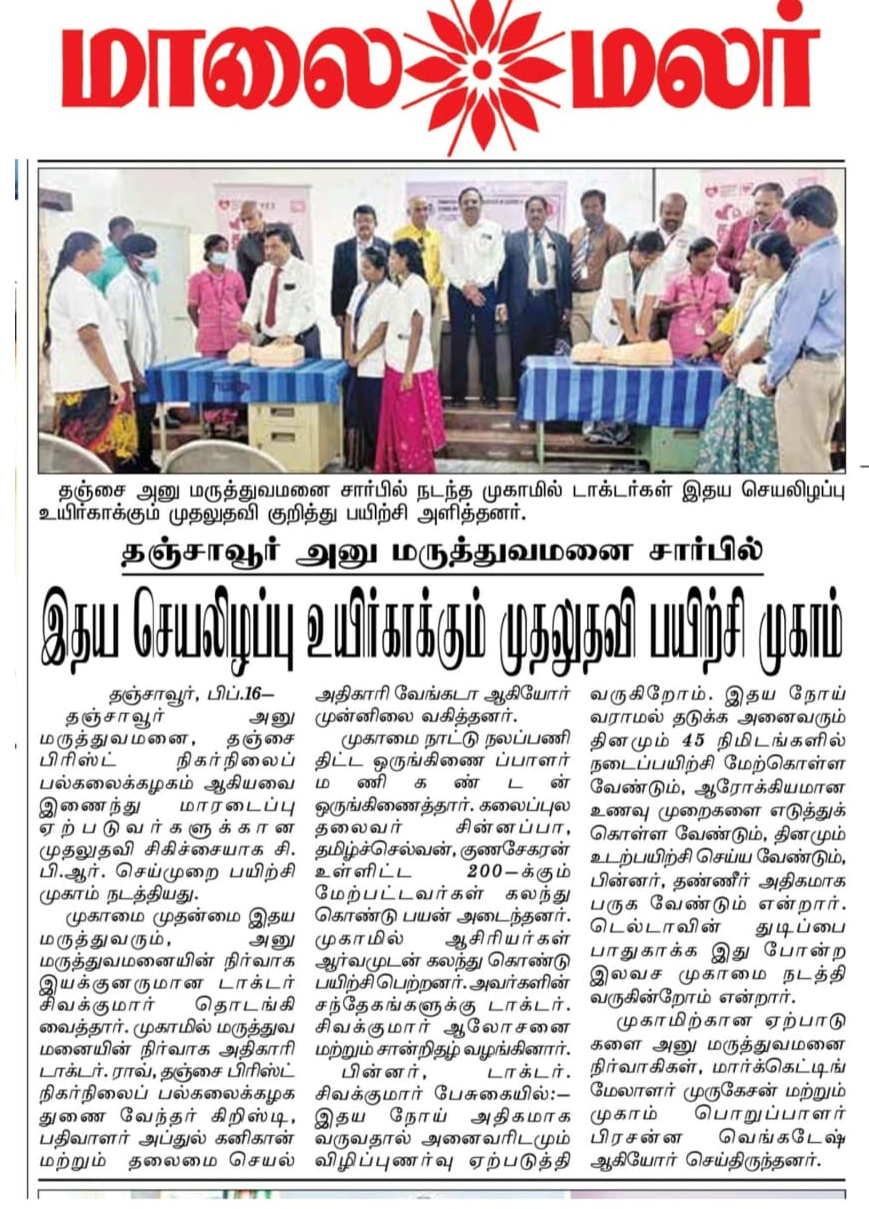 மாலை மலர்
தஞ்சை அனு மருத்துவமனை சார்பில் நடந்த முகாமில் டாக்டர்கள் இதய செயலிழப்பு
உயிர்காக்கும் முதலுதவி குறித்து பயிற்சி அளித்தனர்.
தஞ்சாவூர் அனு மருத்துவமனை சார்பில்
இதய செயலிழப்பு உயிர்காக்கும் முதலுதவி பயிற்சி முகாம்
தஞ்சாவூர், பிப்.16–
தஞ்சாவூர் அனு
மருத்துவமனை, தஞ்சை
பிரிஸ்ட் நிகர்நிலைப்
பல்கலைக்கழகம் ஆகியவை
இணைந்து மாரடைப்பு
ஏற்படுவர்களுக்கான
முதலுதவி சிகிச்சையாக சி.
பி.ஆர். செய்முறை பயிற்சி
முகாம் நடத்தியது.
முகாமை முதன்மை இதய
மருத்துவரும், அனு
மருத்துவமனையின் நிர்வாக
இயக்குனருமான டாக்டர்
சிவக்குமார் தொடங்கி
வைத்தார். முகாமில் மருத்துவ
மனையின் நிர்வாக அதிகாரி
டாக்டர். ராவ், தஞ்சை பிரிஸ்ட்
நிகர்நிலைப் பல்கலைக்கழக
துணை வேந்தர் கிறிஸ்டி,
பதிவாளர் அப்துல் கனிகான்
மற்றும் தலைமை செயல்
அதிகாரி வேங்கடா ஆகியோர்
முன்னிலை வகித்தனர்.
முகாமை நாட்டு நலப்பணி
திட்ட ஒருங்கிணை ப்பாளர்
ம ணி க ண் ட ன்
ஒருங்கிணைத்தார். கலைப்புல
தலைவர் சின்னப்பா,
தமிழ்ச்செல்வன், குணசேகரன்
உள்ளிட்ட 200–க்கும்
மேற்பட்டவர்கள் கலந்து
கொண்டு பயன் அடைந்தனர்.
முகாமில் ஆசிரியர்கள்
ஆர்வமுடன் கலந்து கொண்டு
பயிற்சி பெற்றனர். அவர்களின்
சந்தேகங்களுக்கு டாக்டர்.
சிவக்குமார் ஆலோசனை
மற்றும் சான்றிதழ் வழங்கினார்.
பின்னர், டாக்டர்.
சிவக்குமார் பேசுகையில்:–
இதய நோய் அதிகமாக
வருவதால் அனைவரிடமும்
விழிப்புணர்வு ஏற்படுத்தி
வருகிறோம். இதய நோய்
வராமல் தடுக்க அனைவரும்
தினமும் 45 நிமிடங்களில்
நடைப்பயிற்சி மேற்கொள்ள
வேண்டும், ஆரோக்கியமான
உணவு முறைகளை எடுத்துக்
கொள்ள வேண்டும், தினமும்
உடற்பயிற்சி செய்ய வேண்டும்,
பின்னர், தண்ணீர் அதிகமாக
பருக வேண்டும் என்றார்.
டெல்டாவின் துடிப்பை
பாதுகாக்க இது போன்ற
இலவச முகாமை நடத்தி
வருகின்றோம் என்றார்.
முகாமிற்கான ஏற்பாடு
களை அனு மருத்துவமனை
நிர்வாகிகள், மார்க்கெட்டிங்
மேலாளர் முருகேசன் மற்றும்
முகாம் பொறுப்பாளர்
பிரசன்ன வெங்கடேஷ்
ஆகியோர் செய்திருந்தனர்.